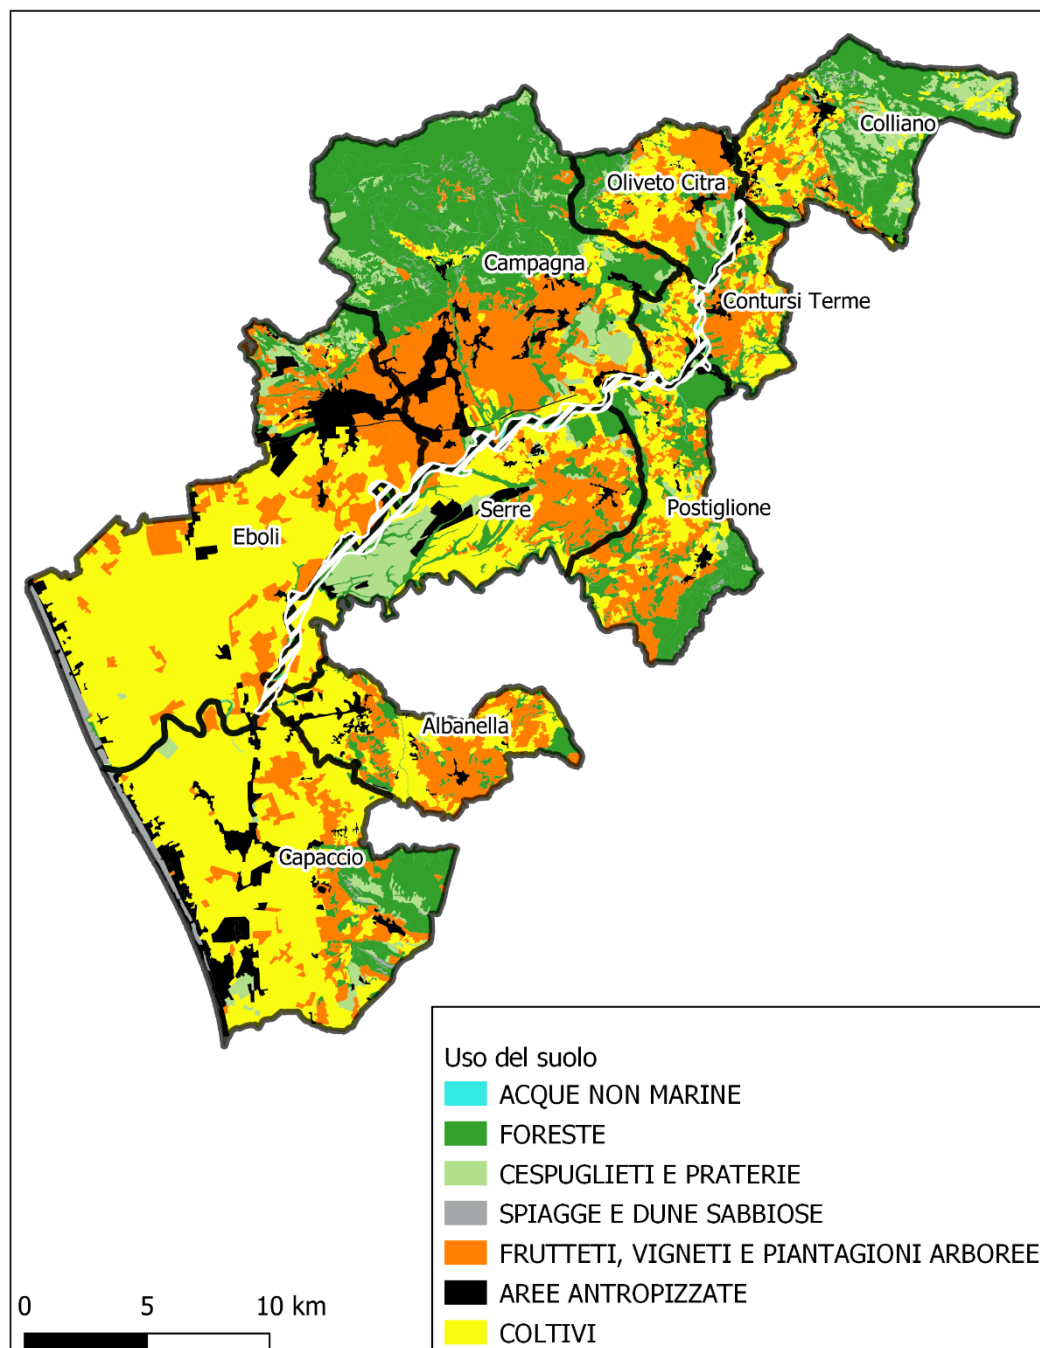 Colliano
Oliveto Citra
Campagna
Contursi Terme
Serre
Postiglione
Eboli
Albanella
Capaccio
Uso del suolo
ACQUE NON MARINE
FORESTE
CESPUGLIETI E PRATERIE
SPIAGGE E DUNE SABBIOSE
FRUTTETI, VIGNETI E PIANTAGIONI ARBOREE
AREE ANTROPIZZATE
COLTIVI
0 5 10 km